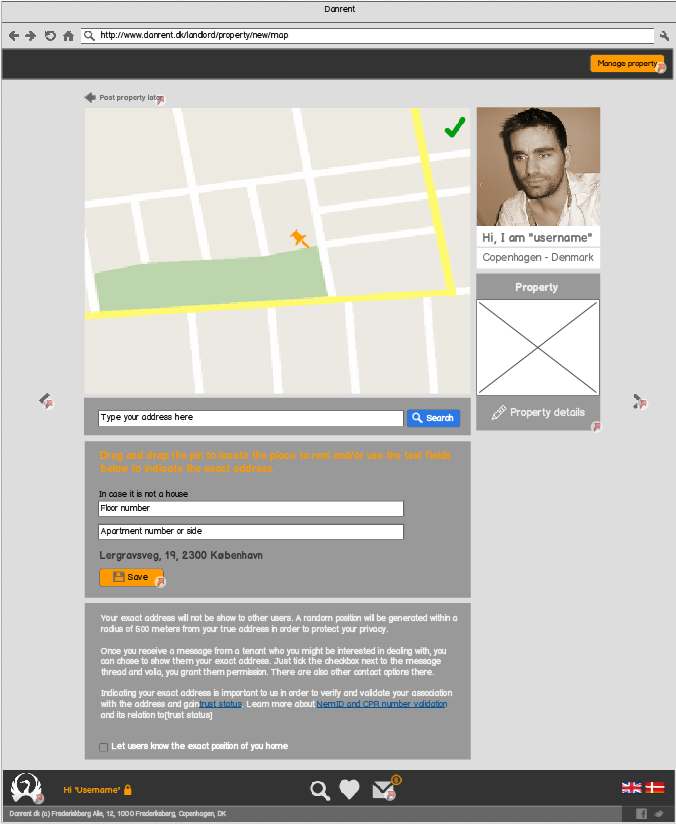 Danrent
http://www.danrent.dk/landlord/property/new/map
Manage property
Post property later
Hi, I am "username"
Copenhagen - Denmark
Property
Property details
Type your address here
Search
Drag and drop the pin to locate the place to rent and/or use the text fields
below to indicate the exact address.
In case it is not a house
Floor number
Apartment number or side
Lergravsveg, 19, 2300 København
Save
Your exact address will not be show to other users. A random position will be generated within a
radius of 500 meters from your true address in order to protect your privacy.
Once you receive a message from a tenant who you might be interested in dealing with, you
can chose to show them your exact address. Just tick the checkbox next to the message
thread and voila, you grant them permission. There are also other contact options there.
Indicating your exact address is important to us in order to verify and validate your association
with the address and gain trust status. Learn more about NemID and CPR number validation
and its relation to[trust status]
Let users know the exact position of you home
Hi "Username"
5
Danrent dk (c) Frederiskberg Alle, 12, 1000 Frederksberg, Copenhagen, DK